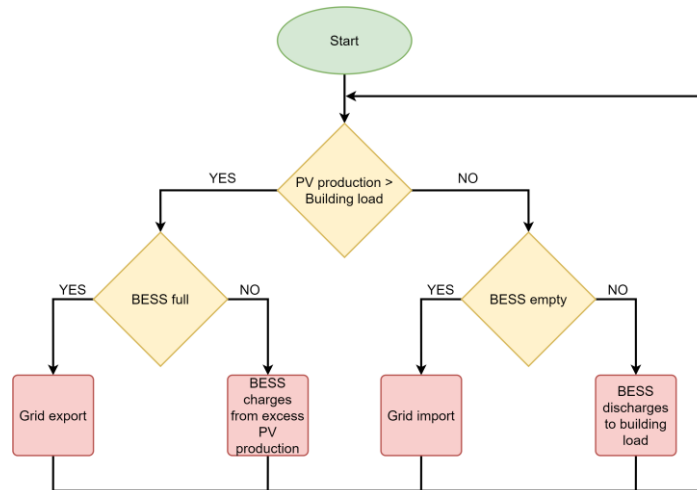 Start
PV production >
Building load
YES
NO
BESS full
YES
NO
BESS empty
YES
NO
Grid export
BESS
charges
from excess
PV
production
Grid import
BESS
discharges
to building
load